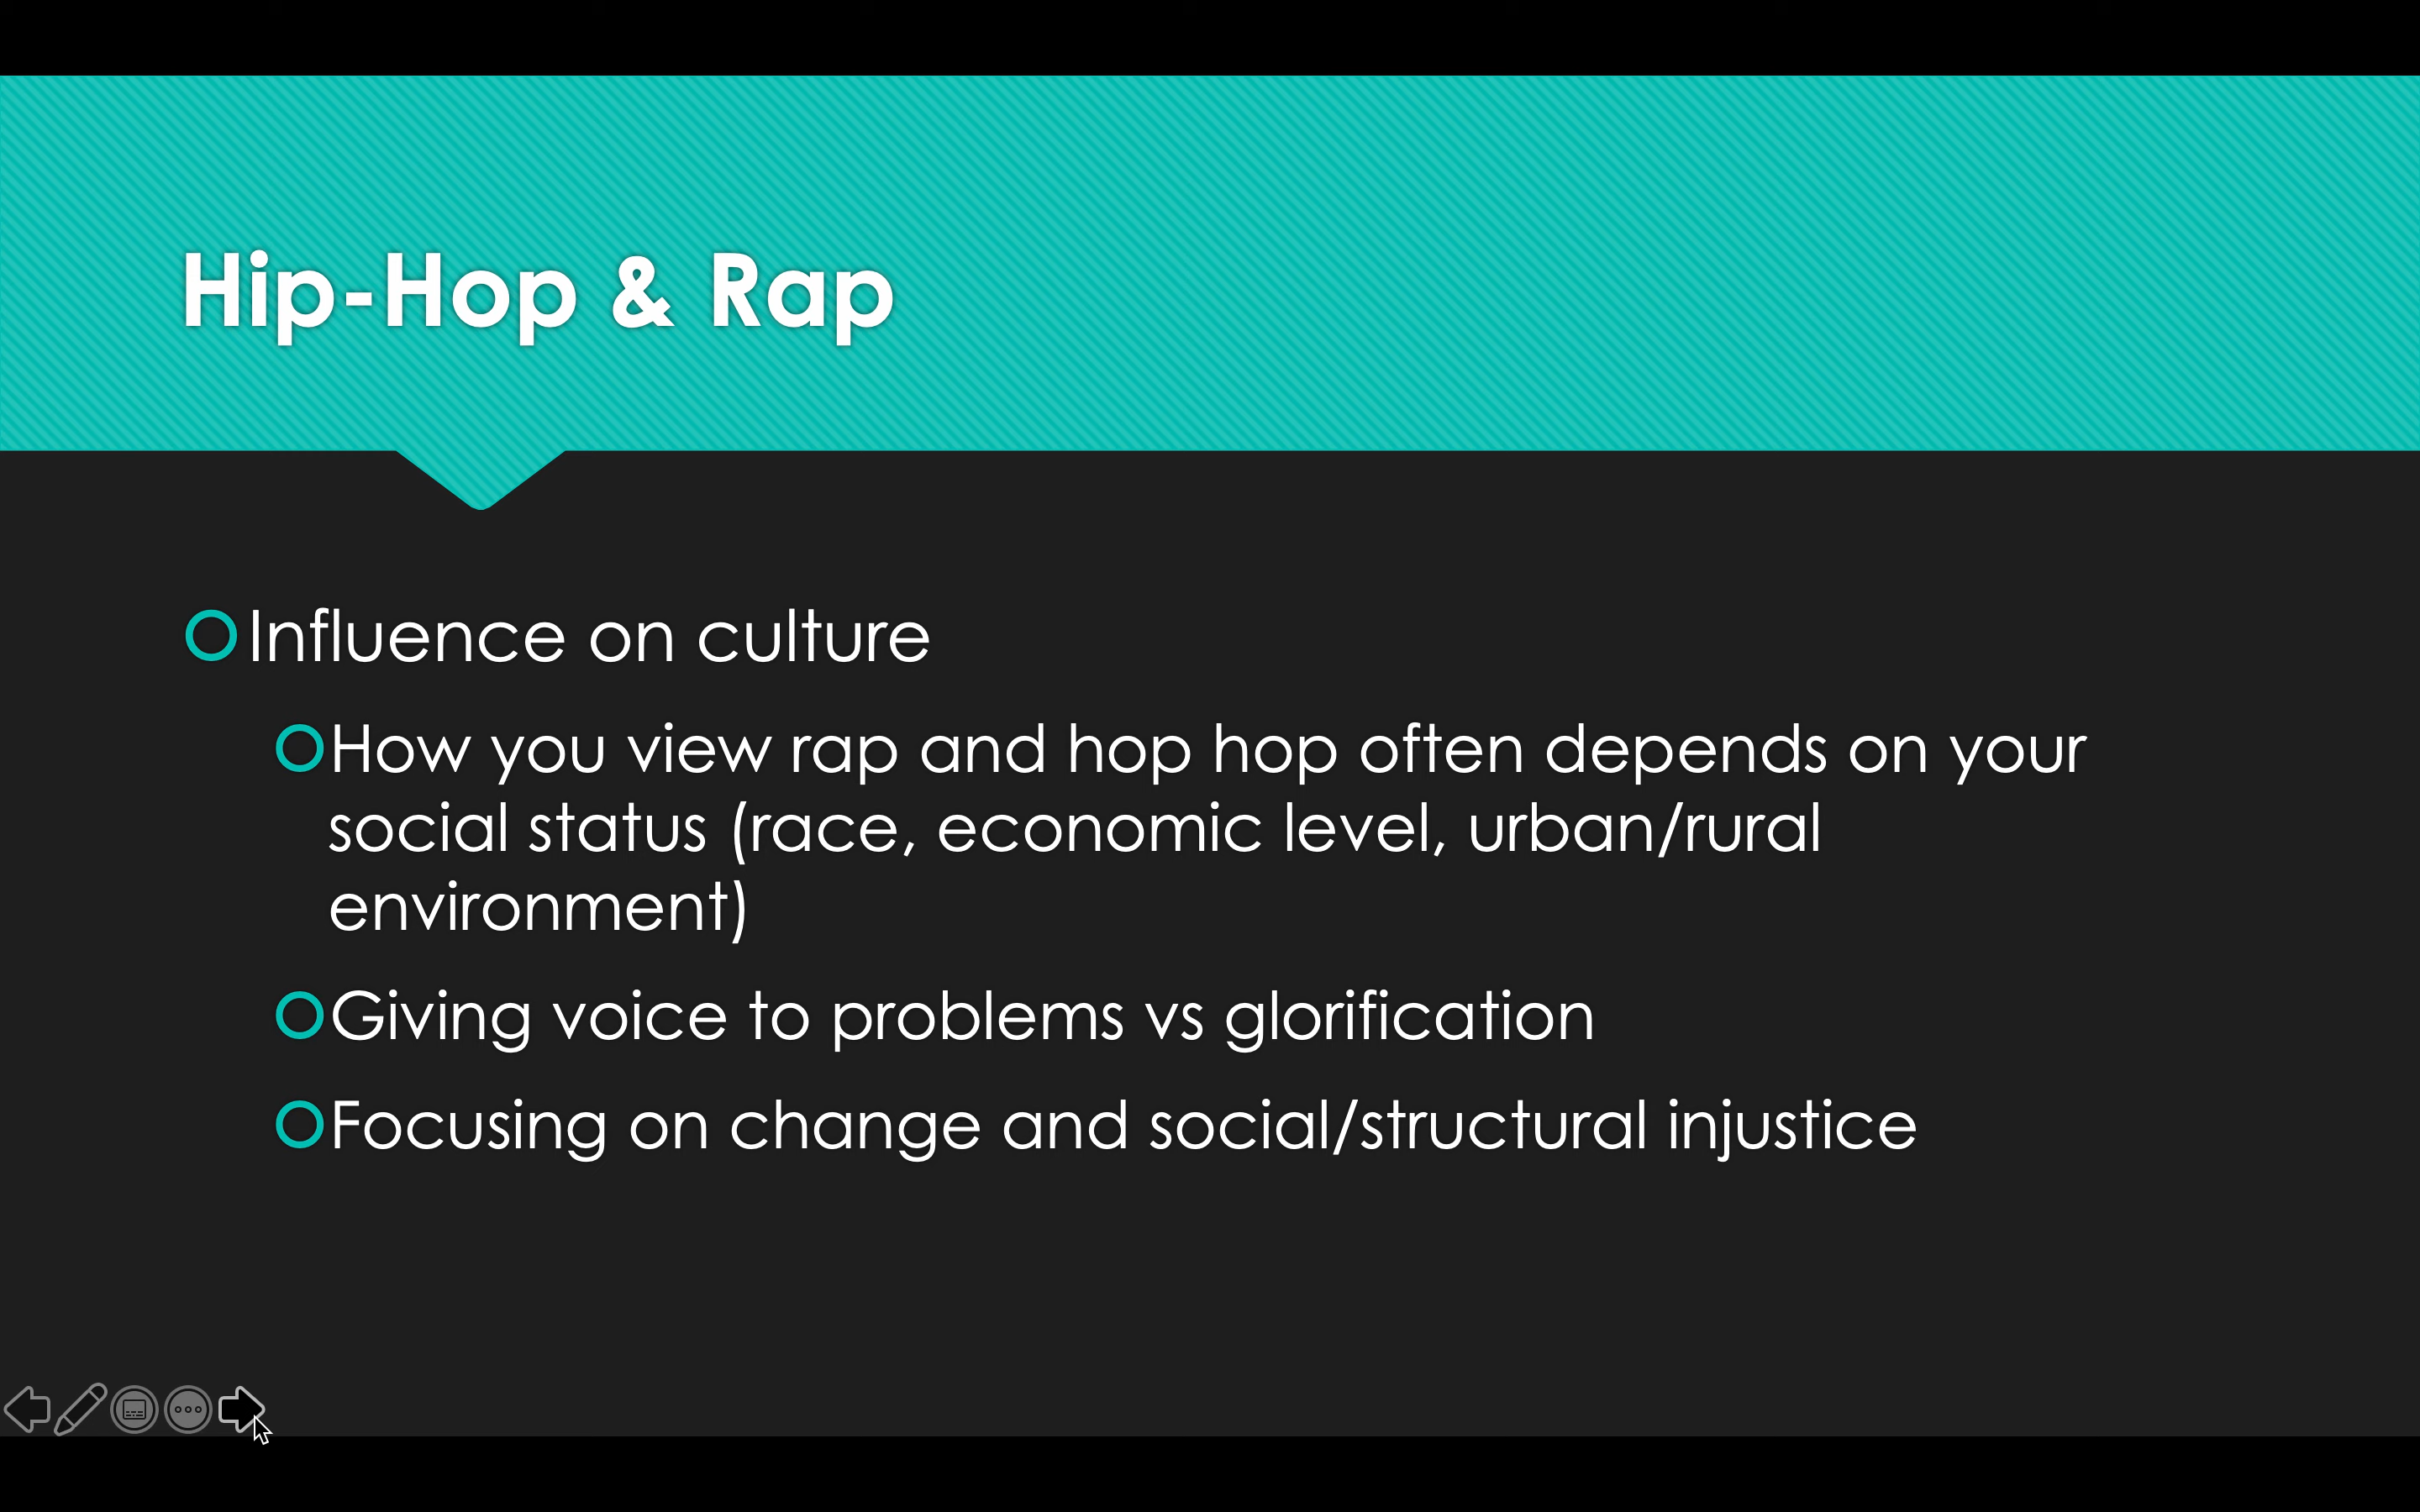 Hip-Hop & Rap
Influence on culture
How you view rap and hop hop often depends on your
social status (race, economic level, urban/rural
environment)
Giving voice to problems vs glorification
Focusing on change and social/structural injustice